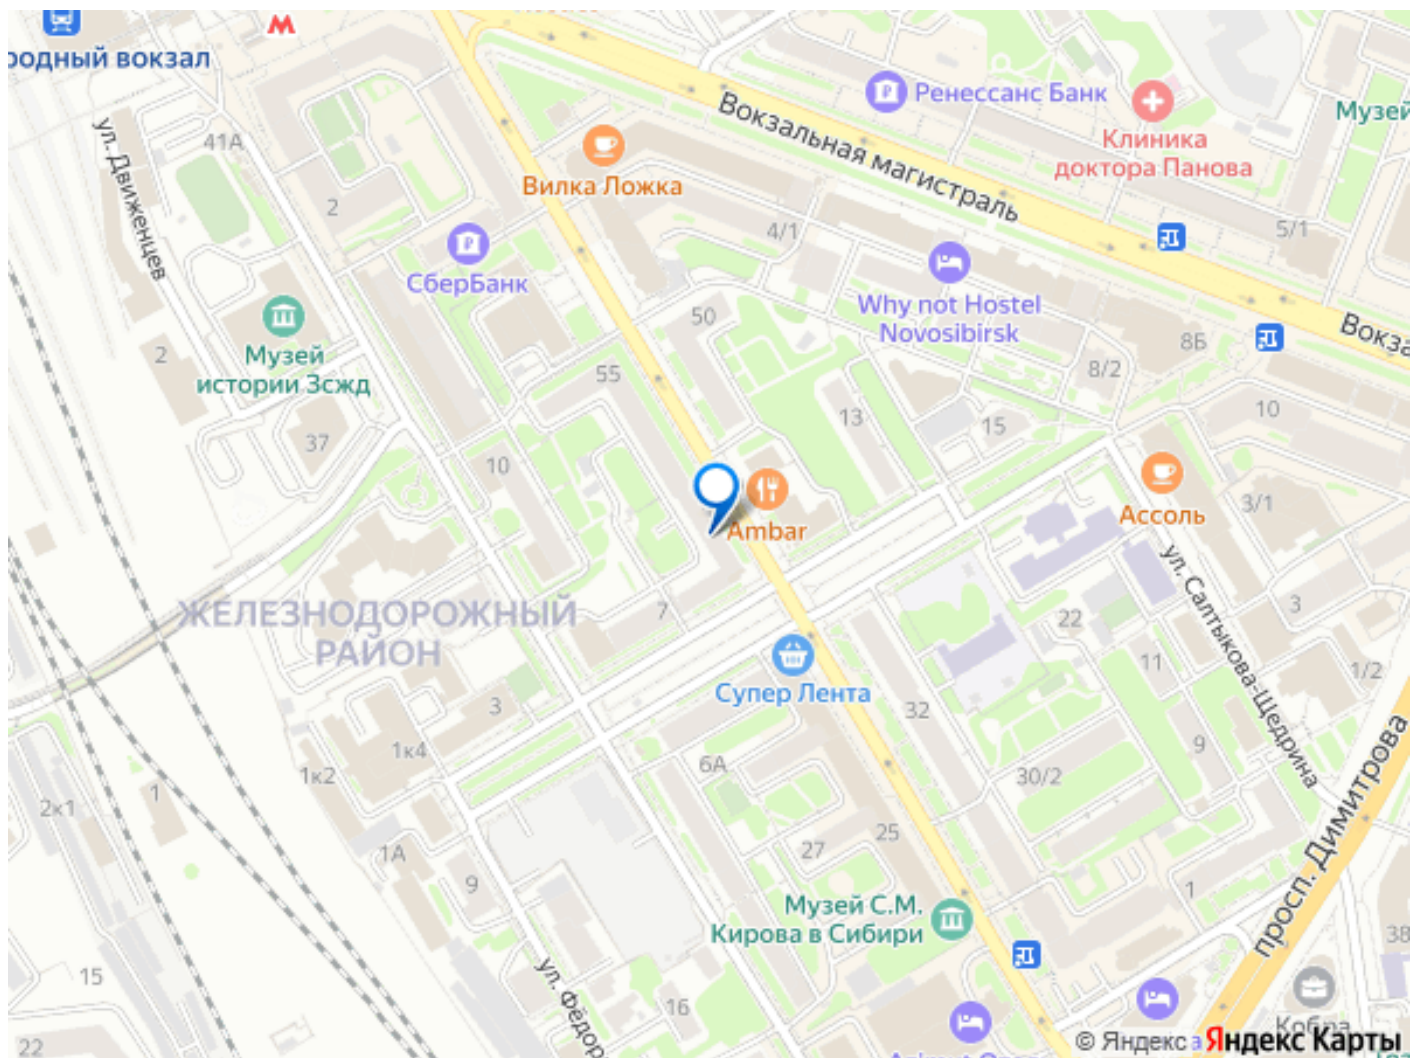 родный вокзал
41А
ул. Движенцев
2
Вилка Ложка
Вокзальная магистраль
Ренессанс Банк
Клиника
доктора Панова
Музей
5/1
4/1
СберБанк
Why not Hostel
Novosibirsk
Вокза
8Б
8/2
50
Музей
истории Зсжд
2
55
37
10
13
15
10
Ambar
Ассоль
3/1
ул. Салтыкова-Щедрина
ЖЕЛЕЗНОДОРОЖНЫЙ
РАЙОН
7
22
3
11
1/2
Супер Лента
32
9
3
1к4
1к2
6А
30/2
просп. Димитрова
2к1
1
1А
9
25
27
1
Музей С.М.
Кирова в Сибири
38
15
ул. Фёдор
16
22
Кобра
© Яндекс
Яндекс Карты